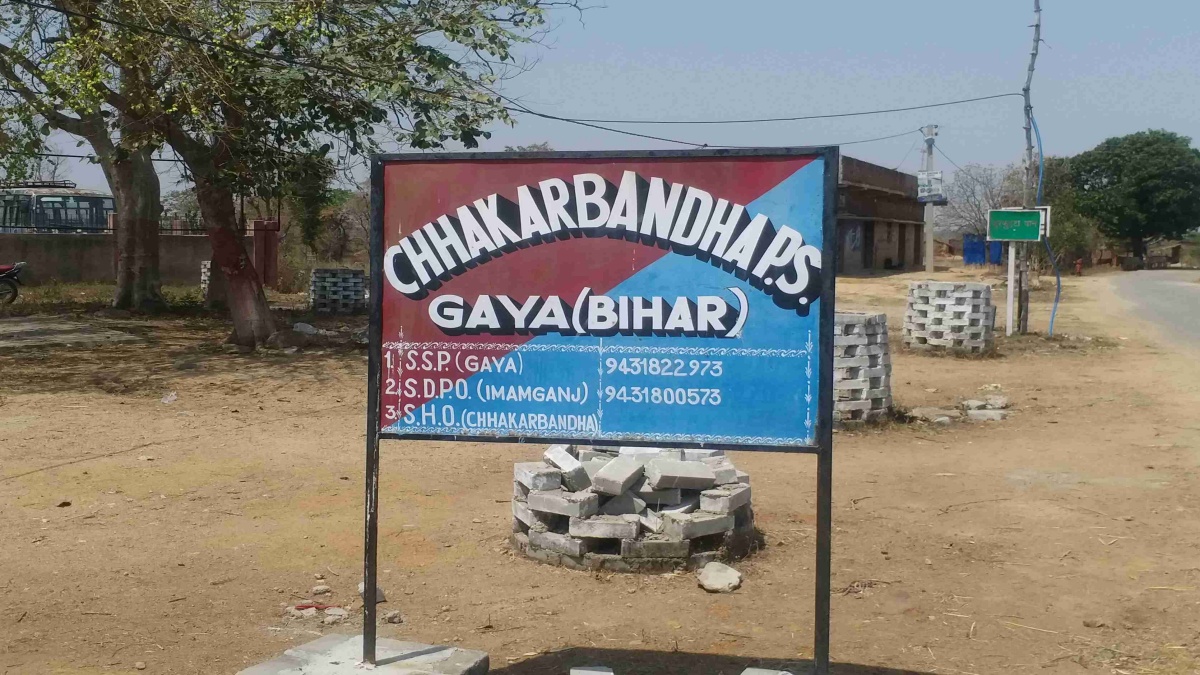 CHHAKARBANDHA P.S.
GAYA (BIHAR)
1. S.S.P. (GAYA) 9431822973
2. S.D.P.O. (IMAMGANJ) 9431800573
3. S.H.O. (CHHAKARBANDHA)